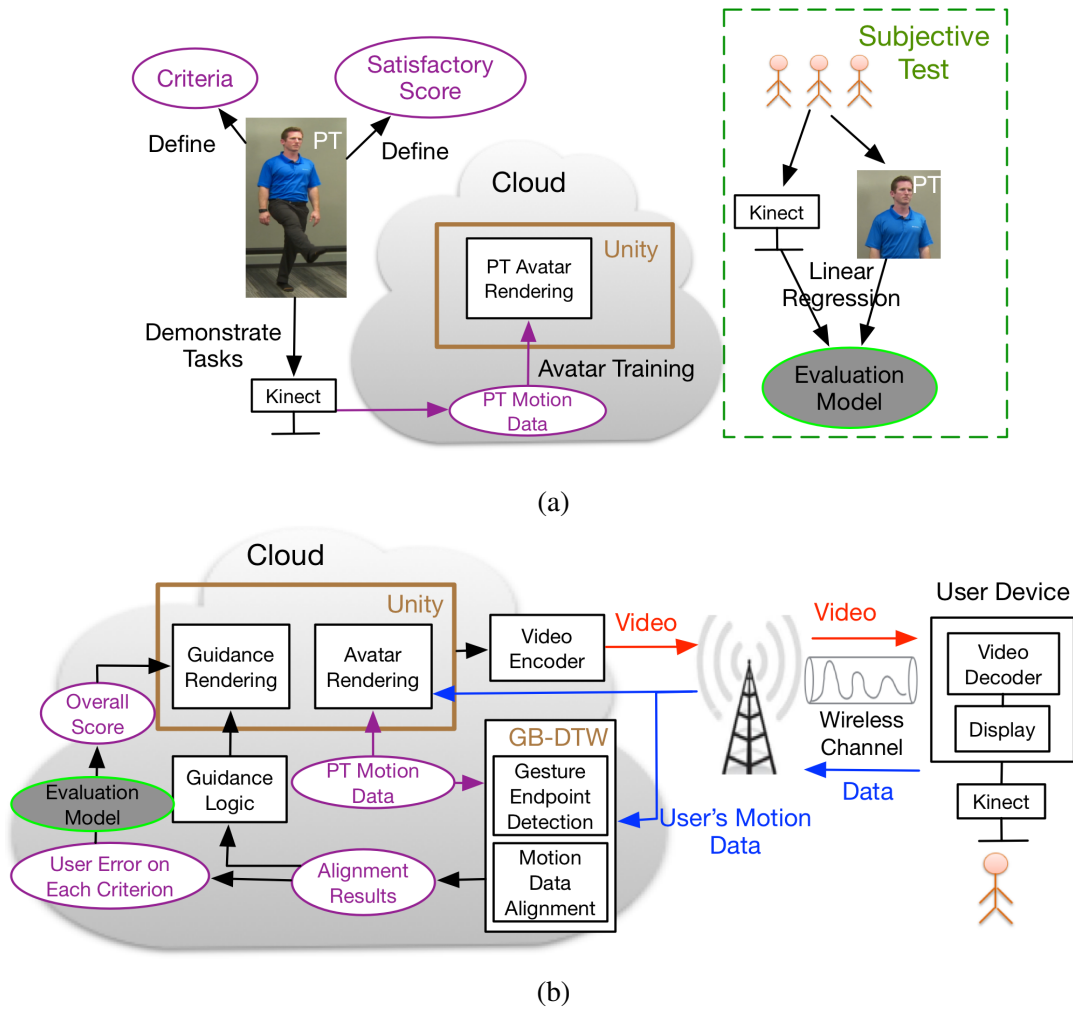 Criteria
Satisfactory
Score
Define
PT
Define
Demonstrate
Tasks
Kinect
Cloud
Unity
PT Avatar
Rendering
Avatar Training
PT Motion
Data
Subjective
Test
Kinect
PT
Linear
Regression
Evaluation
Model
(a)
Cloud
Unity
Guidance
Rendering
Avatar
Rendering
Video
Encoder
Video
Overall
Score
Evaluation
Model
Guidance
Logic
PT Motion
Data
GB-DTW
Gesture
Endpoint
Detection
Motion
Data
Alignment
User Error on
Each Criterion
Alignment
Results
User's Motion
Data
Video
Wireless
Channel
Data
User Device
Video
Decoder
Display
Kinect
(b)